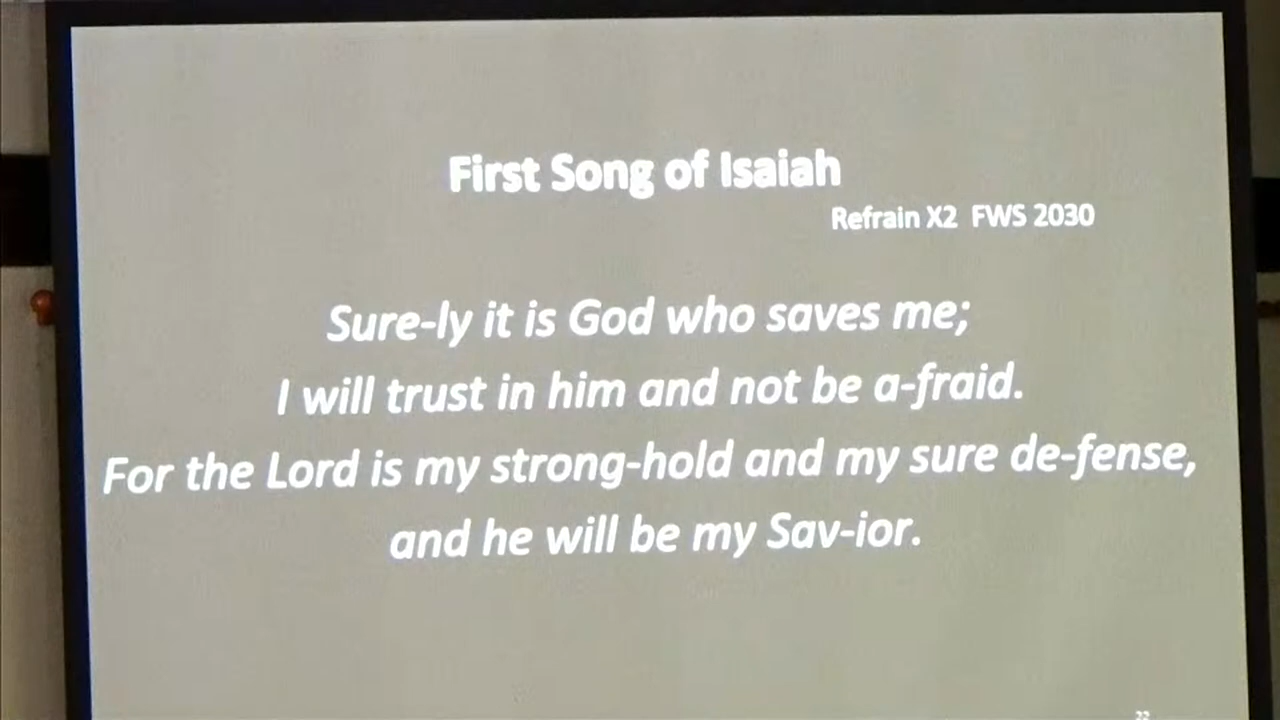 First Song of Isaiah
Refrain X2 FWS 2030
Sure-ly it is God who saves me;
I will trust in him and not be a-fraid.
For the Lord is my strong-hold and my sure de-fense,
and he will be my Sav-ior.